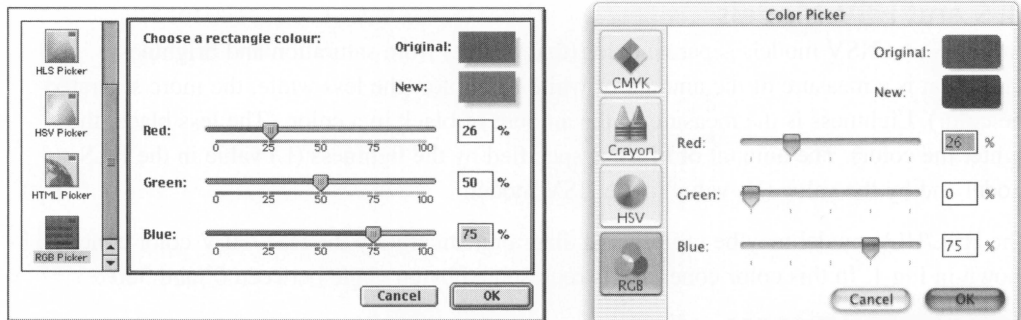 HLS Picker
HSV Picker
HTML Picker
RGB Picker
Choose a rectangle colour:
Original:
New:
Red:
0 25 50 75 100
26 %
Green:
0 25 50 75 100
50 %
Blue:
0 25 50 75 100
75 %
Cancel OK
Color Picker
CMYK
Crayon
HSV
RGB
Original:
New:
Red:
26 %
Green:
0 %
Blue:
75 %
Cancel OK